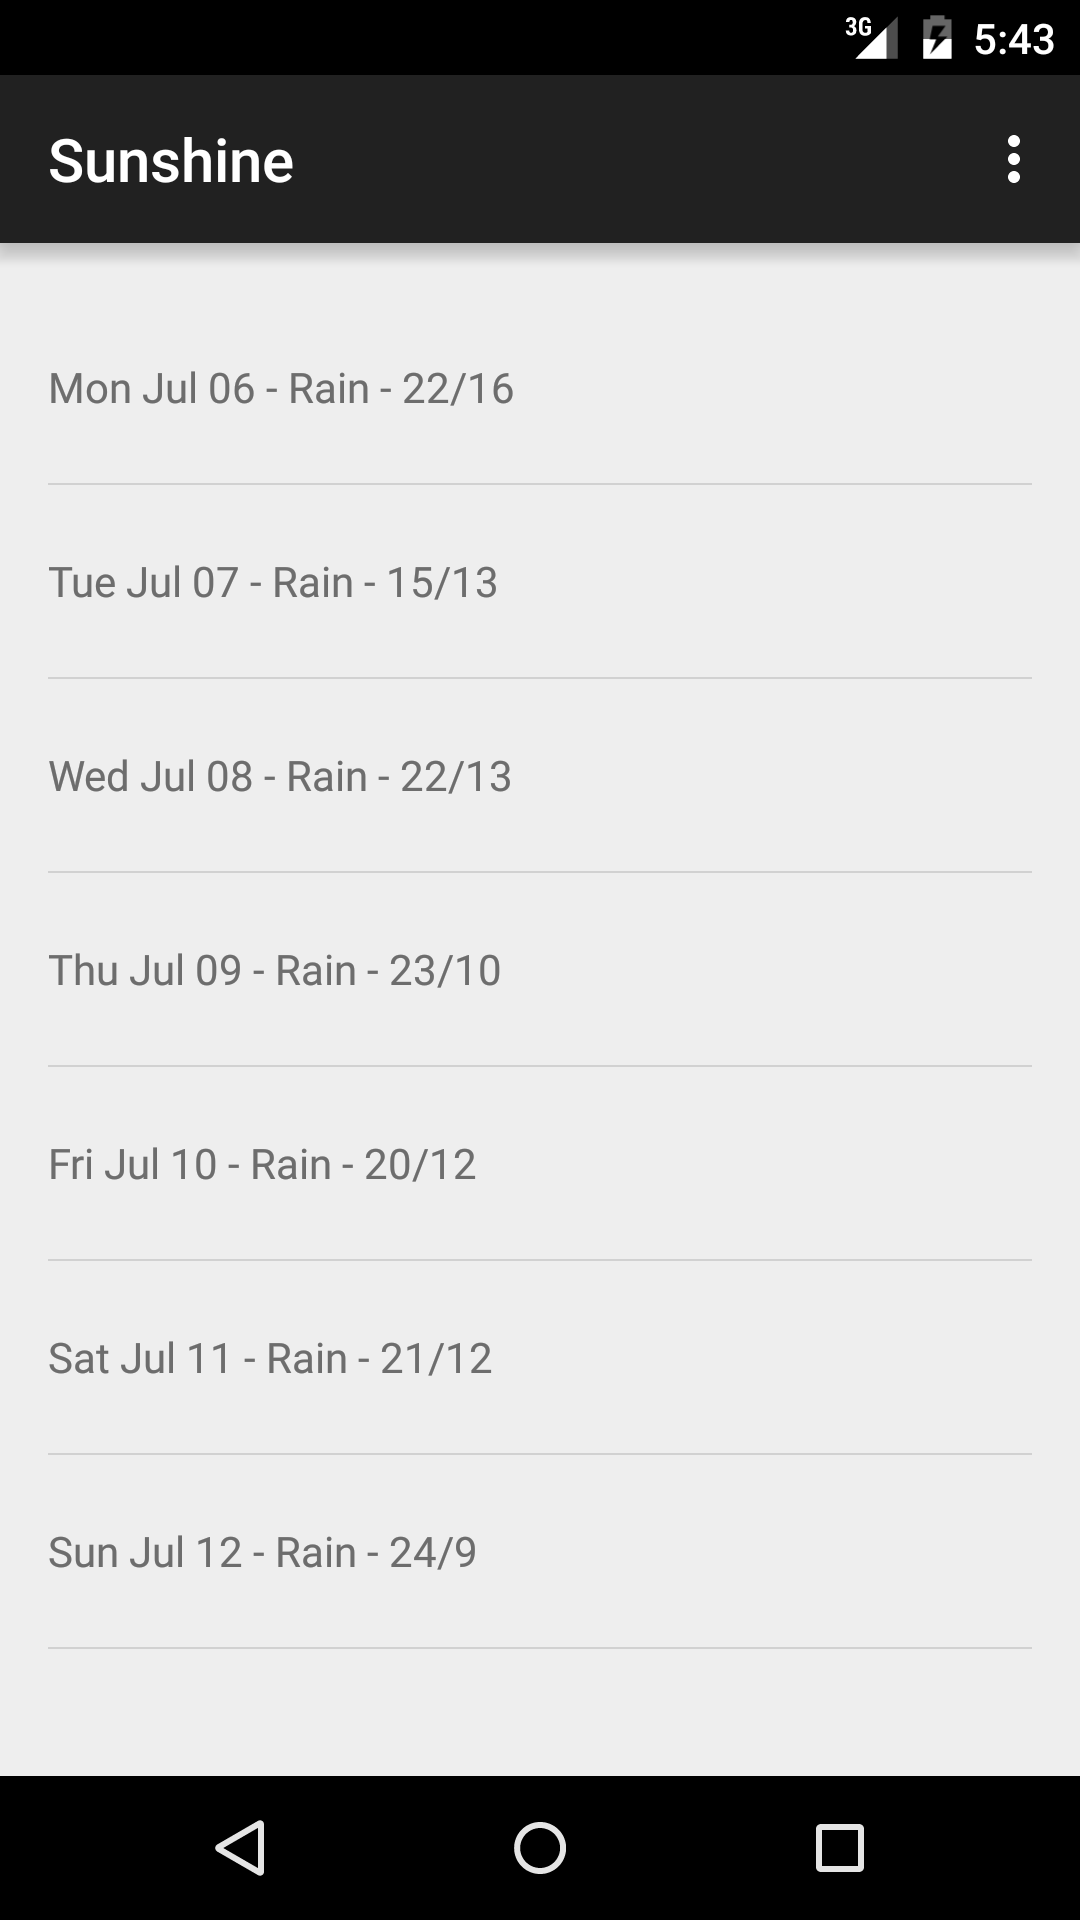 3G 5:43
Sunshine
Mon Jul 06 - Rain - 22/16
Tue Jul 07 - Rain - 15/13
Wed Jul 08 - Rain - 22/13
Thu Jul 09 - Rain - 23/10
Fri Jul 10 - Rain - 20/12
Sat Jul 11 - Rain - 21/12
Sun Jul 12 - Rain - 24/9